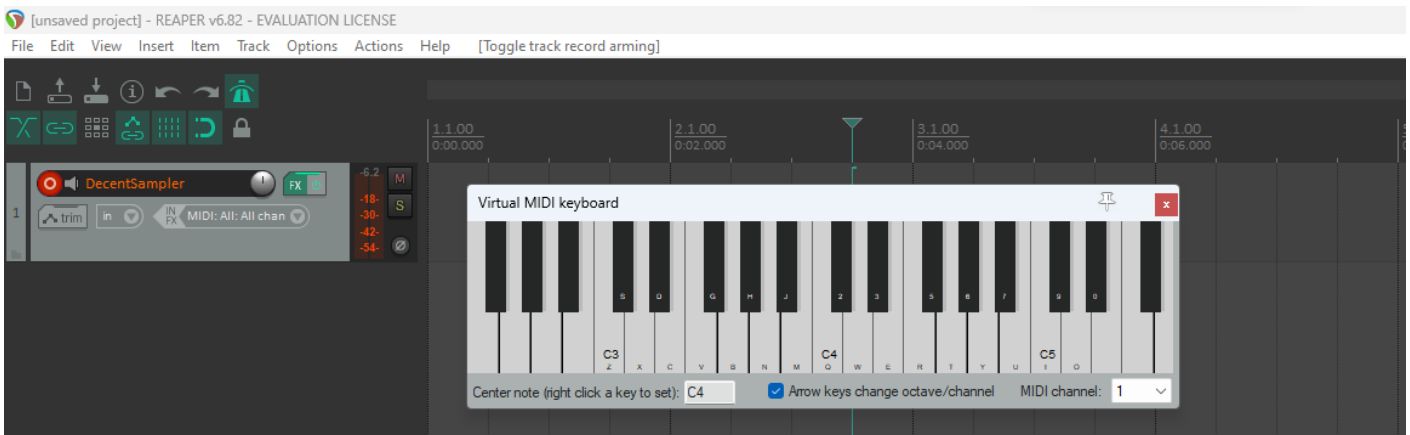 [unsaved project] - REAPER v6.82 - EVALUATION LICENSE
File Edit View Insert Item Track Options Actions Help [Toggle track record arming]
1.1.00 2.1.00 3.1.00 4.1.00
0:00.000 0:02.000 0:04.000 0:06.000
1 DecentSampler FX -6.2 M
trim in IN FX MIDI: All: All chan -18- S
-30-
-42-
-54-
Virtual MIDI keyboard x
S D G H J 2 3 5 6 7 9 0
C3 C4 C5
Z X C V B N M Q W E R T Y U I O
Center note (right click a key to set): C4 Arrow keys change octave/channel MIDI channel: 1